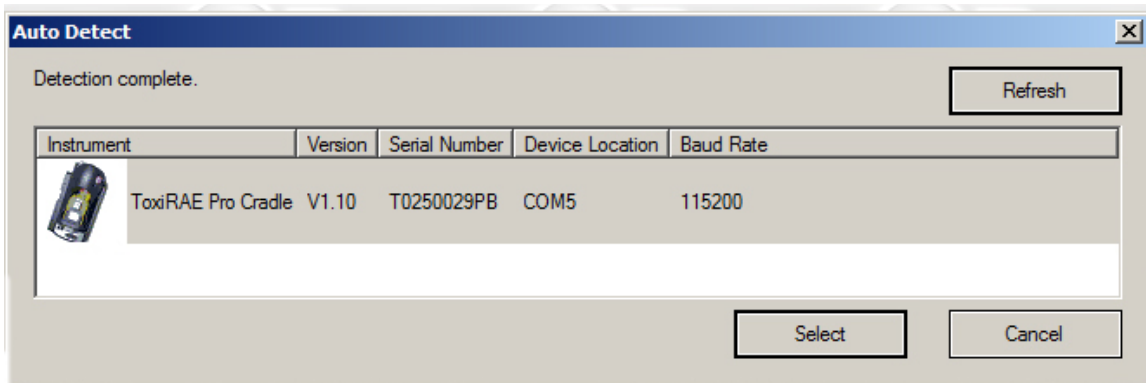 Auto Detect
Detection complete.
Refresh
Instrument Version Serial Number Device Location Baud Rate
ToxiRAE Pro Cradle V1.10 T0250029PB COM5 115200
Select Cancel